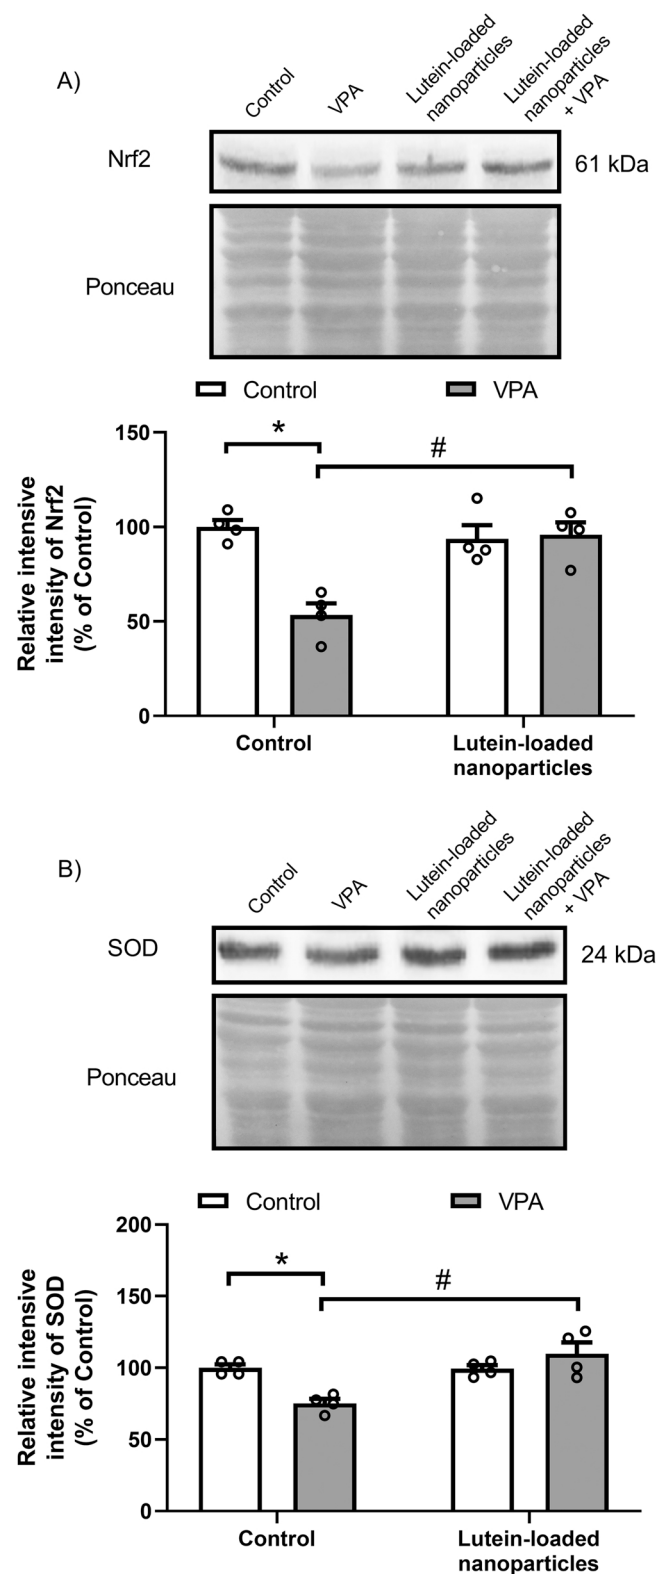 A)
Control
VPA
Lutein-loaded
nanoparticles
Lutein-loaded
nanoparticles
+ VPA
Nrf2
61 kDa
Ponceau
Control
VPA
Relative intensive
intensity of Nrf2
(% of Control)
150
*
#
100
50
0
Control
Lutein-loaded
nanoparticles
B)
Control
VPA
Lutein-loaded
nanoparticles
Lutein-loaded
nanoparticles
+ VPA
SOD
24 kDa
Ponceau
Control
VPA
Relative intensive
intensity of SOD
(% of Control)
200
*
#
150
100
50
0
Control
Lutein-loaded
nanoparticles